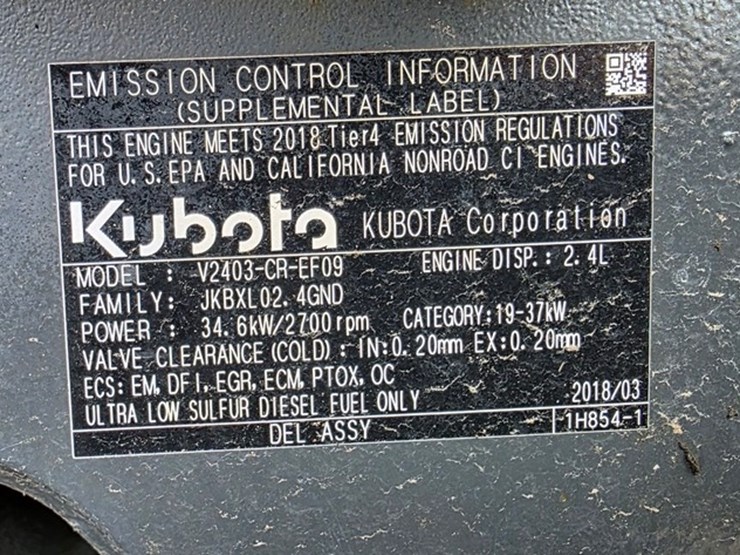 EMISSION CONTROL INFORMATION
(SUPPLEMENTAL LABEL)
THIS ENGINE MEETS 2018 Tier4 EMISSION REGULATIONS
FOR U.S. EPA AND CALIFORNIA NONROAD CI ENGINES.
Kubota KUBOTA Corporation
MODEL : V2403-CR-EF09 ENGINE DISP.: 2.4L
FAMILY: JKBXL02.4GND
POWER : 34.6kW/2700rpm CATEGORY:19-37kW
VALVE CLEARANCE (COLD) : IN:0.20mm EX:0.20mm
ECS: EM, DFI, EGR, ECM, PTOX, OC
ULTRA LOW SULFUR DIESEL FUEL ONLY 2018/03
DEL ASSY 1H854-1